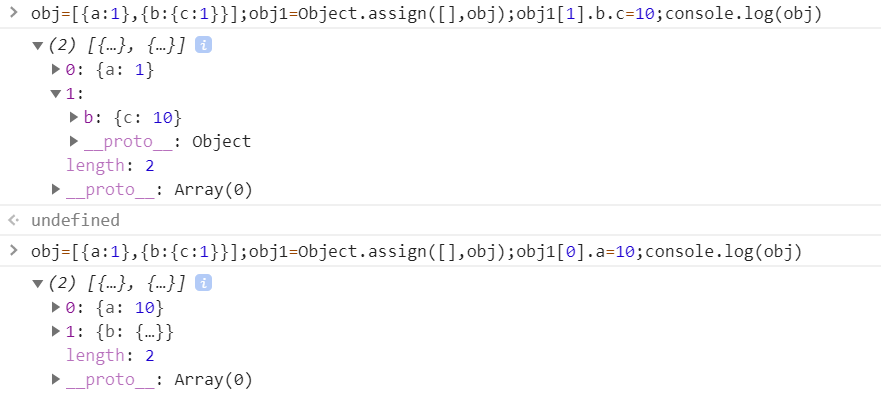 > obj=[{a:1},{b:{c:1}}];obj1=Object.assign([],obj);obj1[1].b.c=10;console.log(obj)
▼(2) [{…}, {…}] i
▶0: {a: 1}
▼1:
▶b: {c: 10}
▶__proto__: Object
length: 2
▶__proto__: Array(0)
undefined
> obj=[{a:1},{b:{c:1}}];obj1=Object.assign([],obj);obj1[0].a=10;console.log(obj)
▼(2) [{…}, {…}] i
▶0: {a: 10}
▶1: {b: {…}}
length: 2
▶__proto__: Array(0)